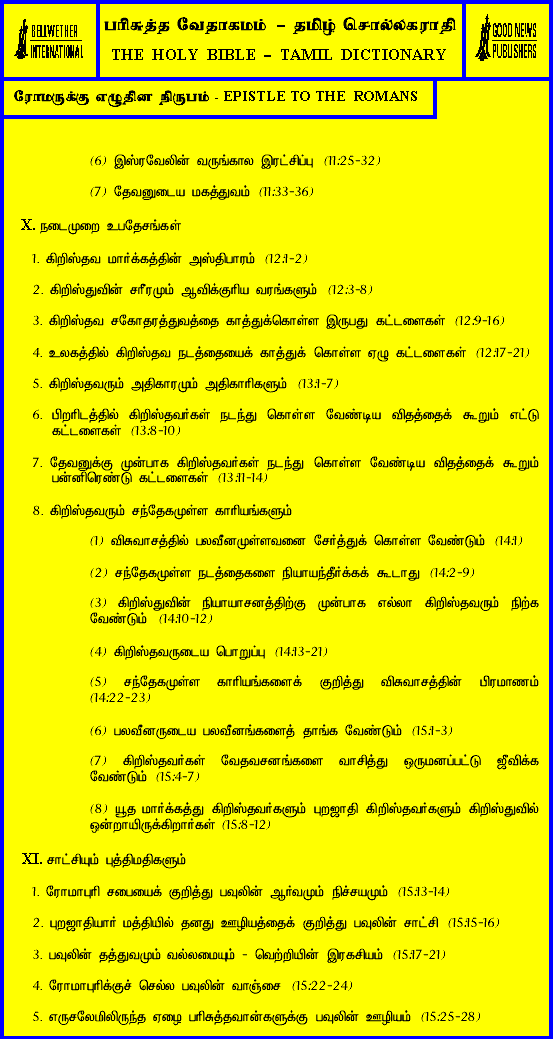 BELLWETHER
INTERNATIONAL
பரிசுத்த வேதாகமம் – தமிழ் சொல்லகராதி
THE HOLY BIBLE – TAMIL DICTIONARY
GOOD NEWS
PUBLISHERS
ரோமருக்கு எழுதின நிருபம் - EPISTLE TO THE ROMANS
(6) இஸ்ரவேலின் வருங்கால இரட்சிப்பு (11:25-32)
(7) தேவனுடைய மகத்துவம் (11:33-36)
X. நடைமுறை உபதேசங்கள்
1. கிறிஸ்தவ மார்க்கத்தின் அஸ்திபாரம் (12:1-2)
2. கிறிஸ்துவின் சரீரமும் ஆவிக்குரிய வரங்களும் (12:3-8)
3. கிறிஸ்தவ சகோதரத்துவத்தை காத்துக்கொள்ள இருபது கட்டளைகள் (12:9-16)
4. உலகத்தில் கிறிஸ்தவ நடத்தையைக் காத்துக் கொள்ள ஏழு கட்டளைகள் (12:17-21)
5. கிறிஸ்தவரும் அதிகாரமும் அதிகாரிகளும் (13:1-7)
6. பிறரிடத்தில் கிறிஸ்தவர்கள் நடந்து கொள்ள வேண்டிய விதத்தைக் கூறும் எட்டு
கட்டளைகள் (13:8-10)
7. தேவனுக்கு முன்பாக கிறிஸ்தவர்கள் நடந்து கொள்ள வேண்டிய விதத்தைக் கூறும்
பன்னிரெண்டு கட்டளைகள் (13:11-14)
8. கிறிஸ்தவரும் சந்தேகமுள்ள காரியங்களும்
(1) விசுவாசத்தில் பலவீனமுள்ளவனை சேர்த்துக் கொள்ள வேண்டும் (14:1)
(2) சந்தேகமுள்ள நடத்தைகளை நியாயந்தீர்க்கக் கூடாது (14:2-9)
(3) கிறிஸ்துவின் நியாயாசனத்திற்கு முன்பாக எல்லா கிறிஸ்தவரும் நிற்க
வேண்டும் (14:10-12)
(4) கிறிஸ்தவருடைய பொறுப்பு (14:13-21)
(5) சந்தேகமுள்ள காரியங்களைக் குறித்து விசுவாசத்தின் பிரமாணம்
(14:22-23)
(6) பலவீனருடைய பலவீனங்களைத் தாங்க வேண்டும் (15:1-3)
(7) கிறிஸ்தவர்கள் வேதவசனங்களை வாசித்து ஒருமனப்பட்டு ஜீவிக்க
வேண்டும் (15:4-7)
(8) யூத மார்க்கத்து கிறிஸ்தவர்களும் புறஜாதி கிறிஸ்தவர்களும் கிறிஸ்துவில்
ஒன்றாயிருக்கிறார்கள் (15:8-12)
XI. சாட்சியும் புத்திமதிகளும்
1. ரோமாபுரி சபையைக் குறித்து பவுலின் ஆர்வமும் நிச்சயமும் (15:13-14)
2. புறஜாதியார் மத்தியில் தனது ஊழியத்தைக் குறித்து பவுலின் சாட்சி (15:15-16)
3. பவுலின் தத்துவமும் வல்லமையும் - வெற்றியின் இரகசியம் (15:17-21)
4. ரோமாபுரிக்குச் செல்ல பவுலின் வாஞ்சை (15:22-24)
5. எருசலேமிலிருந்த ஏழை பரிசுத்தவான்களுக்கு பவுலின் ஊழியம் (15:25-28)